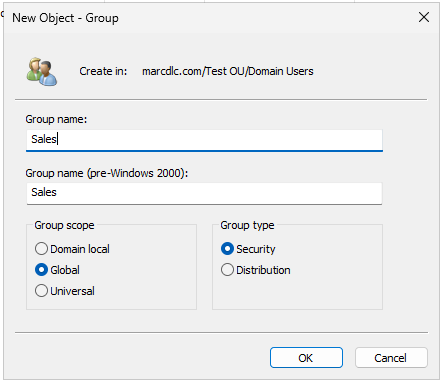 New Object - Group
Create in: marcdlc.com/Test OU/Domain Users
Group name:
Sales
Group name (pre-Windows 2000):
Sales
Group scope
Domain local
Global
Universal
Group type
Security
Distribution
OK
Cancel